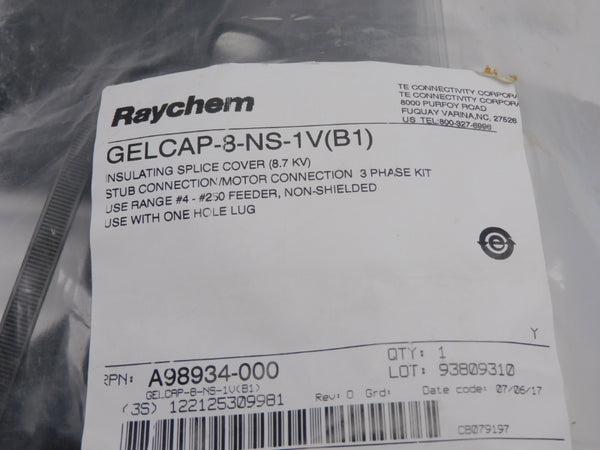 Raychem
TE CONNECTIVITY CORPORA
TE CONNECTIVITY CORPORA
8000 PURFOY ROAD
FUQUAY VARINA, NC, 27526
US TEL:800-327-6996
GELCAP-8-NS-1V(B1)
INSULATING SPLICE COVER (8.7 KV)
STUB CONNECTION/MOTOR CONNECTION 3 PHASE KIT
USE RANGE #4 - #250 FEEDER, NON-SHIELDED
USE WITH ONE HOLE LUG
e
Y
RPN: A98934-000
QTY: 1
GELCAP-8-NS-1V(B1)
LOT: 93809310
(3S) 122125309981
Rev: O Grd:
Date code: 07/06/17
CB079197